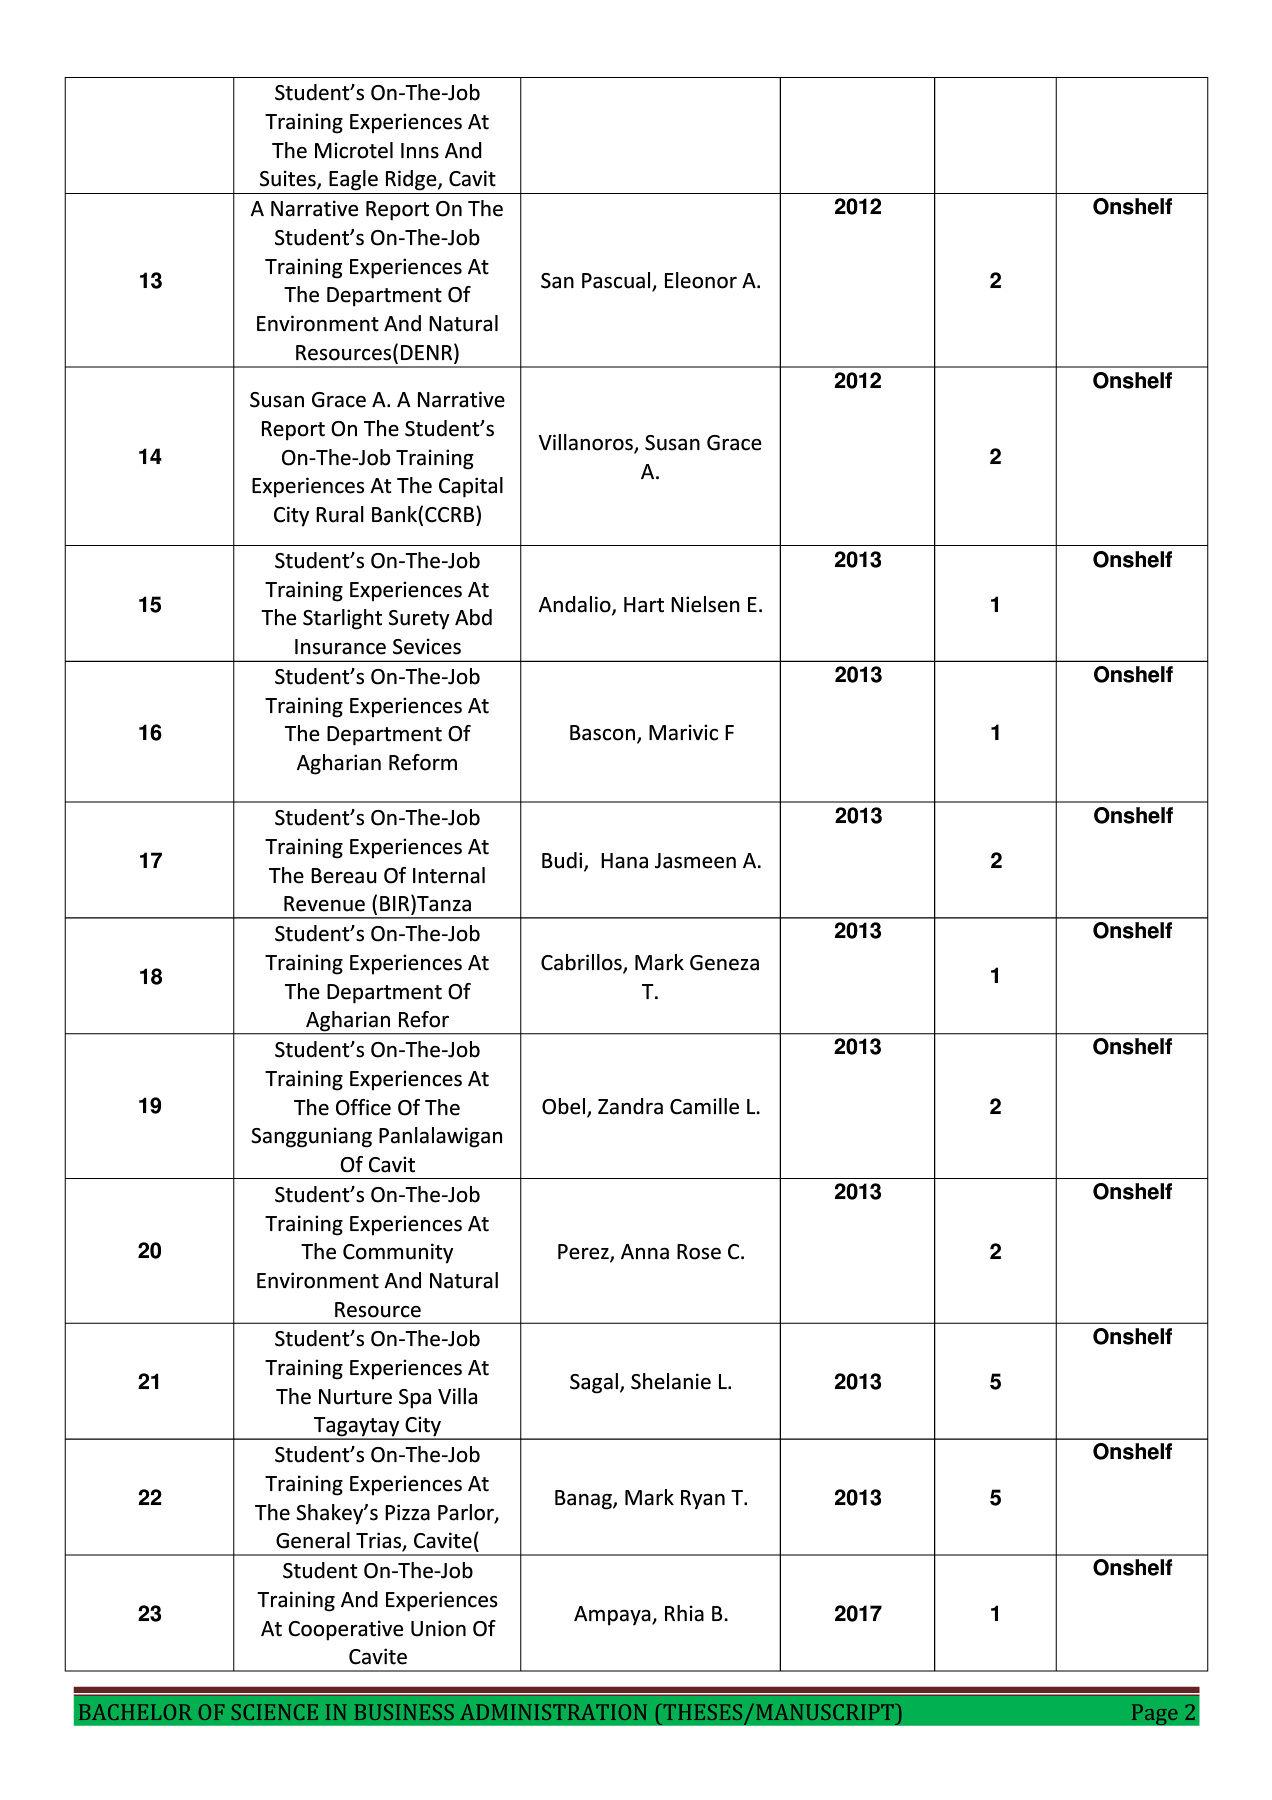 Student’s On-The-Job
Training Experiences At
The Microtel Inns And
Suites, Eagle Ridge, Cavit
13
A Narrative Report On The
Student’s On-The-Job
Training Experiences At
The Department Of
Environment And Natural
Resources(DENR)
San Pascual, Eleonor A.
2012
2
Onshelf
14
Susan Grace A. A Narrative
Report On The Student’s
On-The-Job Training
Experiences At The Capital
City Rural Bank(CCRB)
Villanoros, Susan Grace
A.
2012
2
Onshelf
15
Student’s On-The-Job
Training Experiences At
The Starlight Surety Abd
Insurance Sevices
Andalio, Hart Nielsen E.
2013
1
Onshelf
16
Student’s On-The-Job
Training Experiences At
The Department Of
Agharian Reform
Bascon, Marivic F
2013
1
Onshelf
17
Student’s On-The-Job
Training Experiences At
The Bereau Of Internal
Revenue (BIR)Tanza
Budi,  Hana Jasmeen A.
2013
2
Onshelf
18
Student’s On-The-Job
Training Experiences At
The Department Of
Agharian Refor
Cabrillos, Mark Geneza
T.
2013
1
Onshelf
19
Student’s On-The-Job
Training Experiences At
The Office Of The
Sangguniang Panlalawigan
Of Cavit
Obel, Zandra Camille L.
2013
2
Onshelf
20
Student’s On-The-Job
Training Experiences At
The Community
Environment And Natural
Resource
Perez, Anna Rose C.
2013
2
Onshelf
21
Student’s On-The-Job
Training Experiences At
The Nurture Spa Villa
Tagaytay City
Sagal, Shelanie L.
2013
5
Onshelf
22
Student’s On-The-Job
Training Experiences At
The Shakey’s Pizza Parlor,
General Trias, Cavite(
Banag, Mark Ryan T.
2013
5
Onshelf
23
Student On-The-Job
Training And Experiences
At Cooperative Union Of
Cavite
Ampaya, Rhia B.
2017
1
Onshelf
BACHELOR OF SCIENCE IN BUSINESS ADMINISTRATION (THESES/MANUSCRIPT) Page 2